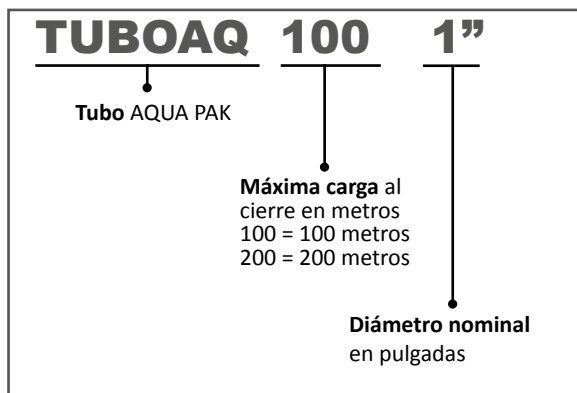 TUBOAQ 100 1”
Tubo AQUA PAK
Máxima carga al
cierre en metros
100 = 100 metros
200 = 200 metros
Diámetro nominal
en pulgadas